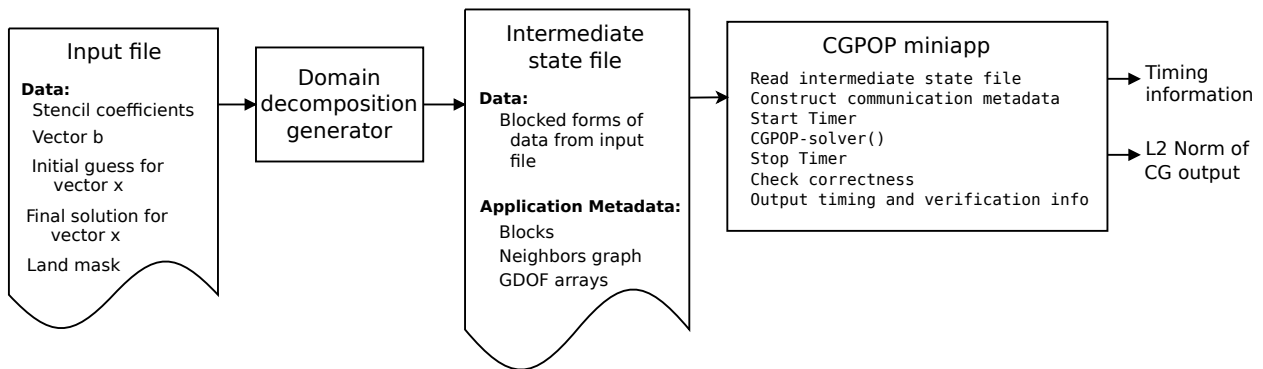 Input file
Data:
Stencil coefficients
Vector b
Initial guess for
vector x
Final solution for
vector x
Land mask
Domain
decomposition
generator
Intermediate
state file
Data:
Blocked forms of
data from input
file
Application Metadata:
Blocks
Neighbors graph
GDOF arrays
CGPOP miniapp
Read intermediate state file
Construct communication metadata
Start Timer
CGPOP-solver()
Stop Timer
Check correctness
Output timing and verification info
Timing
information
L2 Norm of
CG output